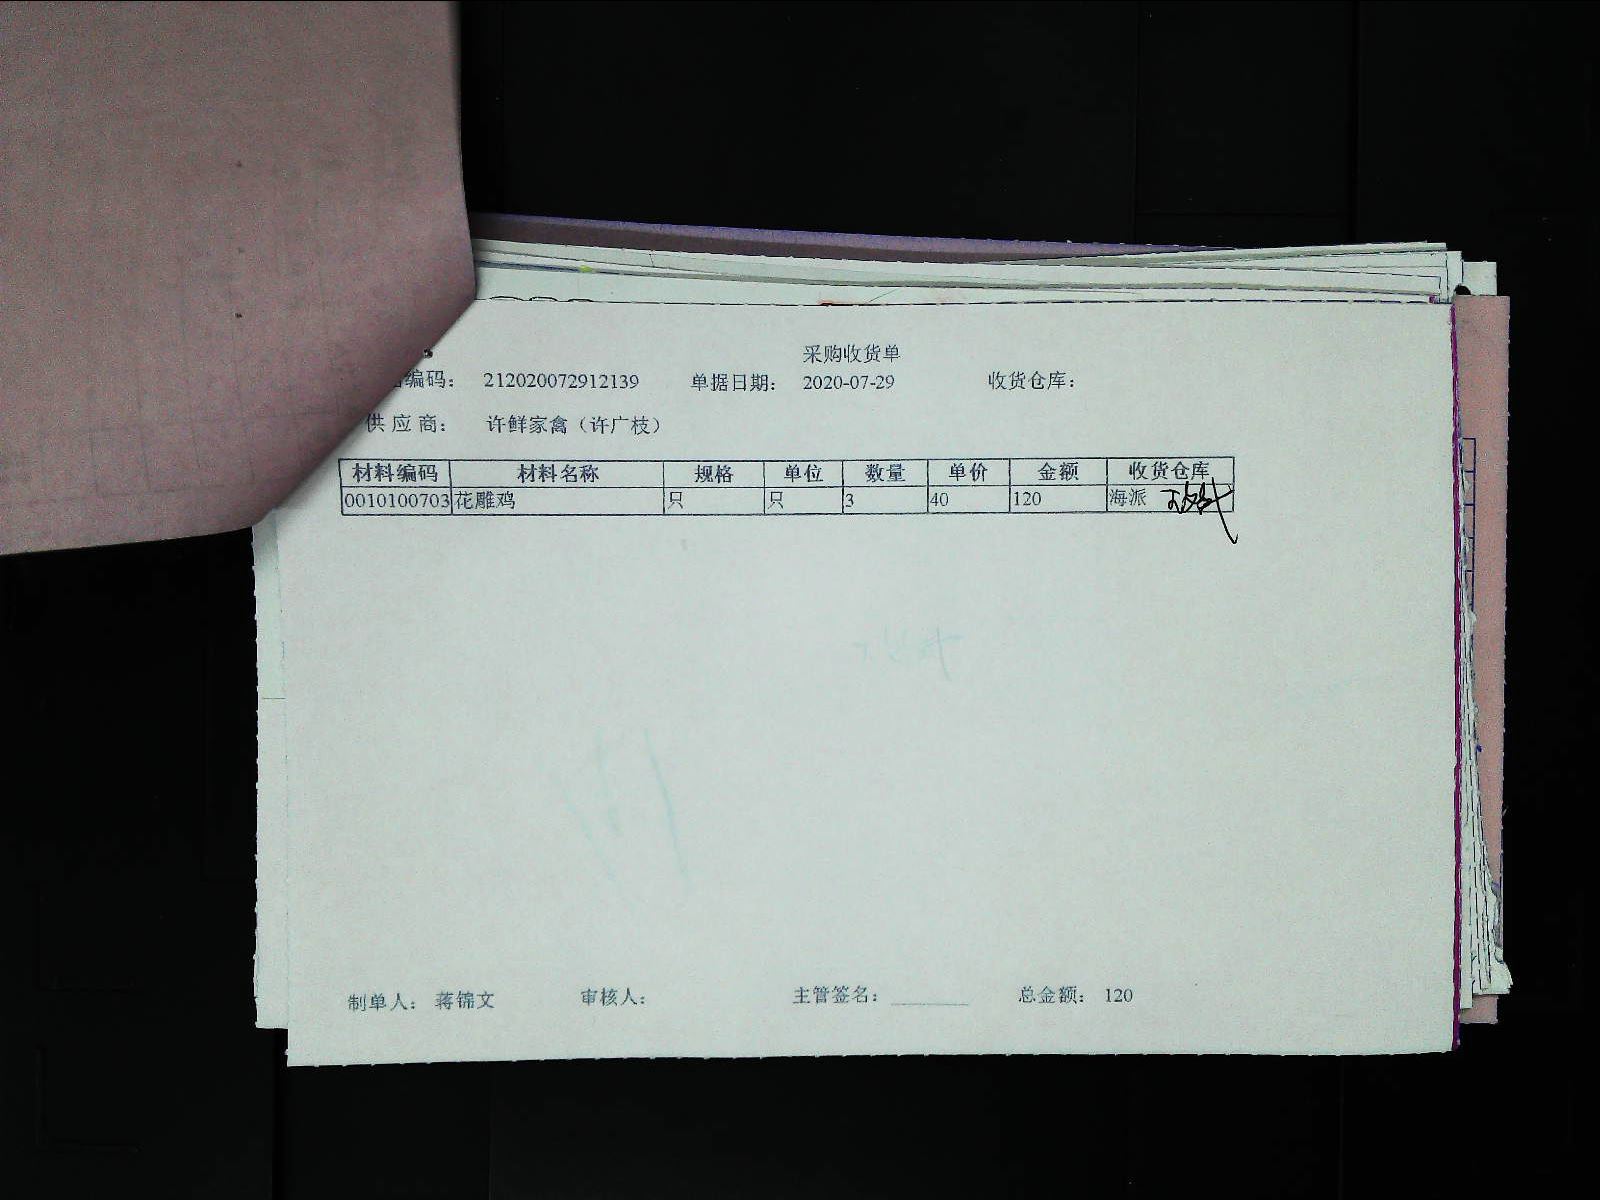 采购收货单
编码： 212020072912139 单据日期： 2020-07-29 收货仓库：
供 应 商： 许鲜家禽（许广枝）
材料编码 材料名称 规格 单位 数量 单价 金额 收货仓库
0010100703 花雕鸡 只 只 3 40 120 海派
制单人： 蒋锦文 审核人： 主管签名： ________ 总金额： 120